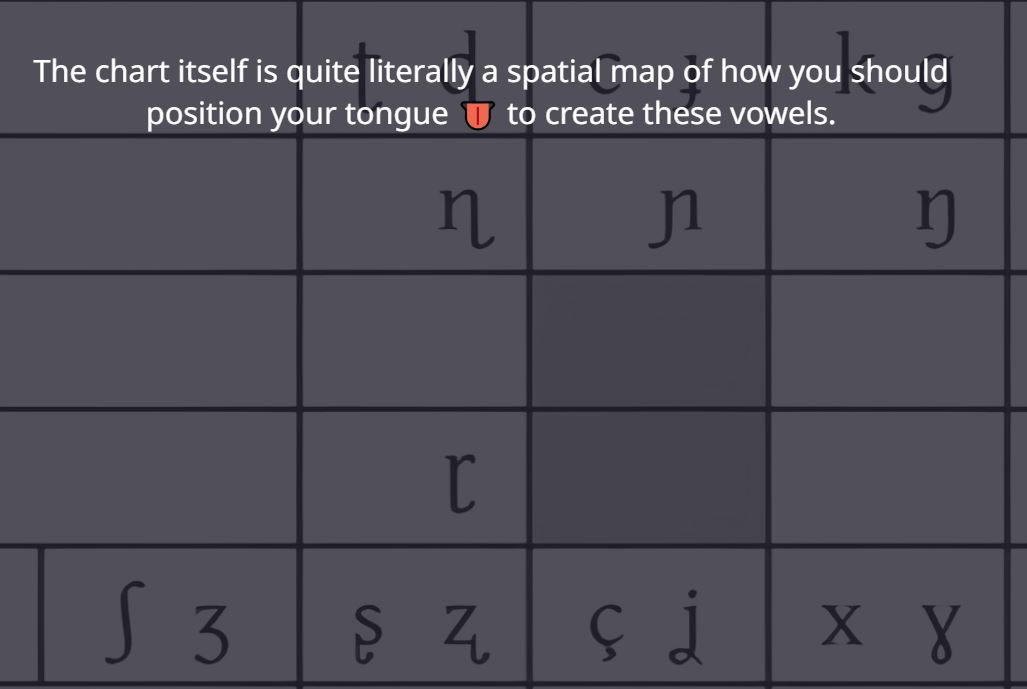 The chart itself is quite literally a spatial map of how you should
position your tongue 👅 to create these vowels.
ʈ ɖ c ɟ k ɡ
ɳ ɲ ŋ
ɽ
ʃ ʒ ʂ ʐ ç ʝ x ɣ